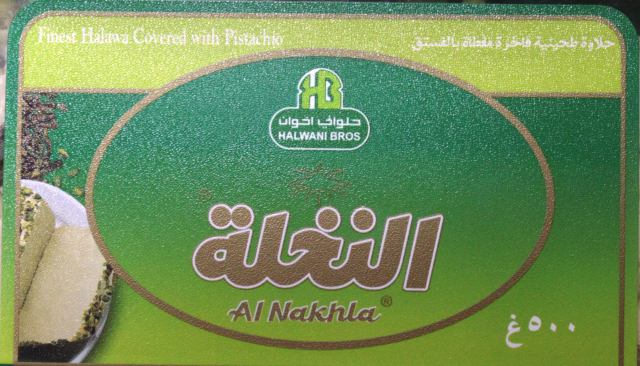 Finest Halawa Covered with Pistachio
حلاوة طحينية فاخرة مغطاة بالفستق
HB
حلواني اخوان
HALWANI BROS
النخلة
Al Nakhla®
٥٠٠ غ